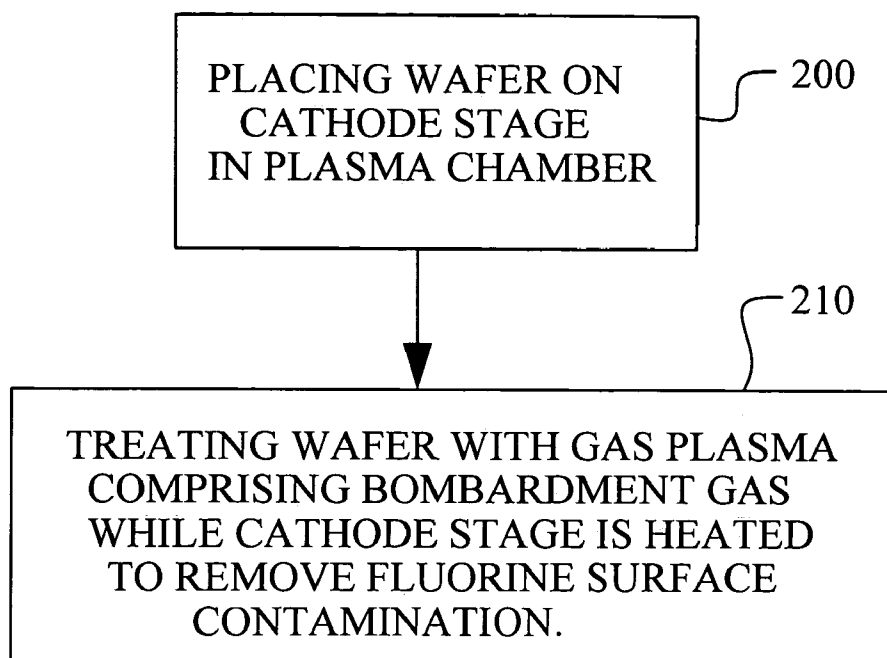 PLACING WAFER ON
CATHODE STAGE
IN PLASMA CHAMBER
200
210
TREATING WAFER WITH GAS PLASMA
COMPRISING BOMBARDMENT GAS
WHILE CATHODE STAGE IS HEATED
TO REMOVE FLUORINE SURFACE
CONTAMINATION.